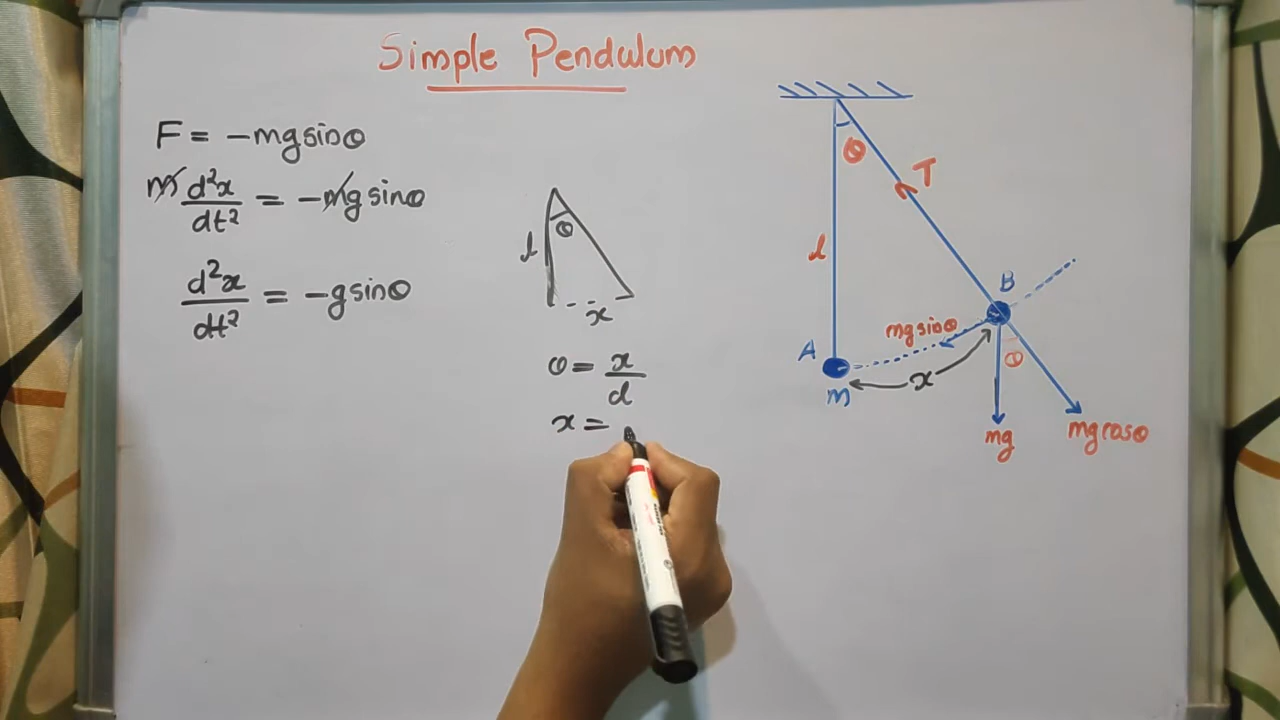 Simple Pendulum
F = -mg sinθ
m d²x/dt² = -mg sinθ
d²x/dt² = -g sinθ
θ
l
x
θ = x/l
x =
θ
T
l
B
mg sinθ
A
θ
m
x
mg
mg cosθ